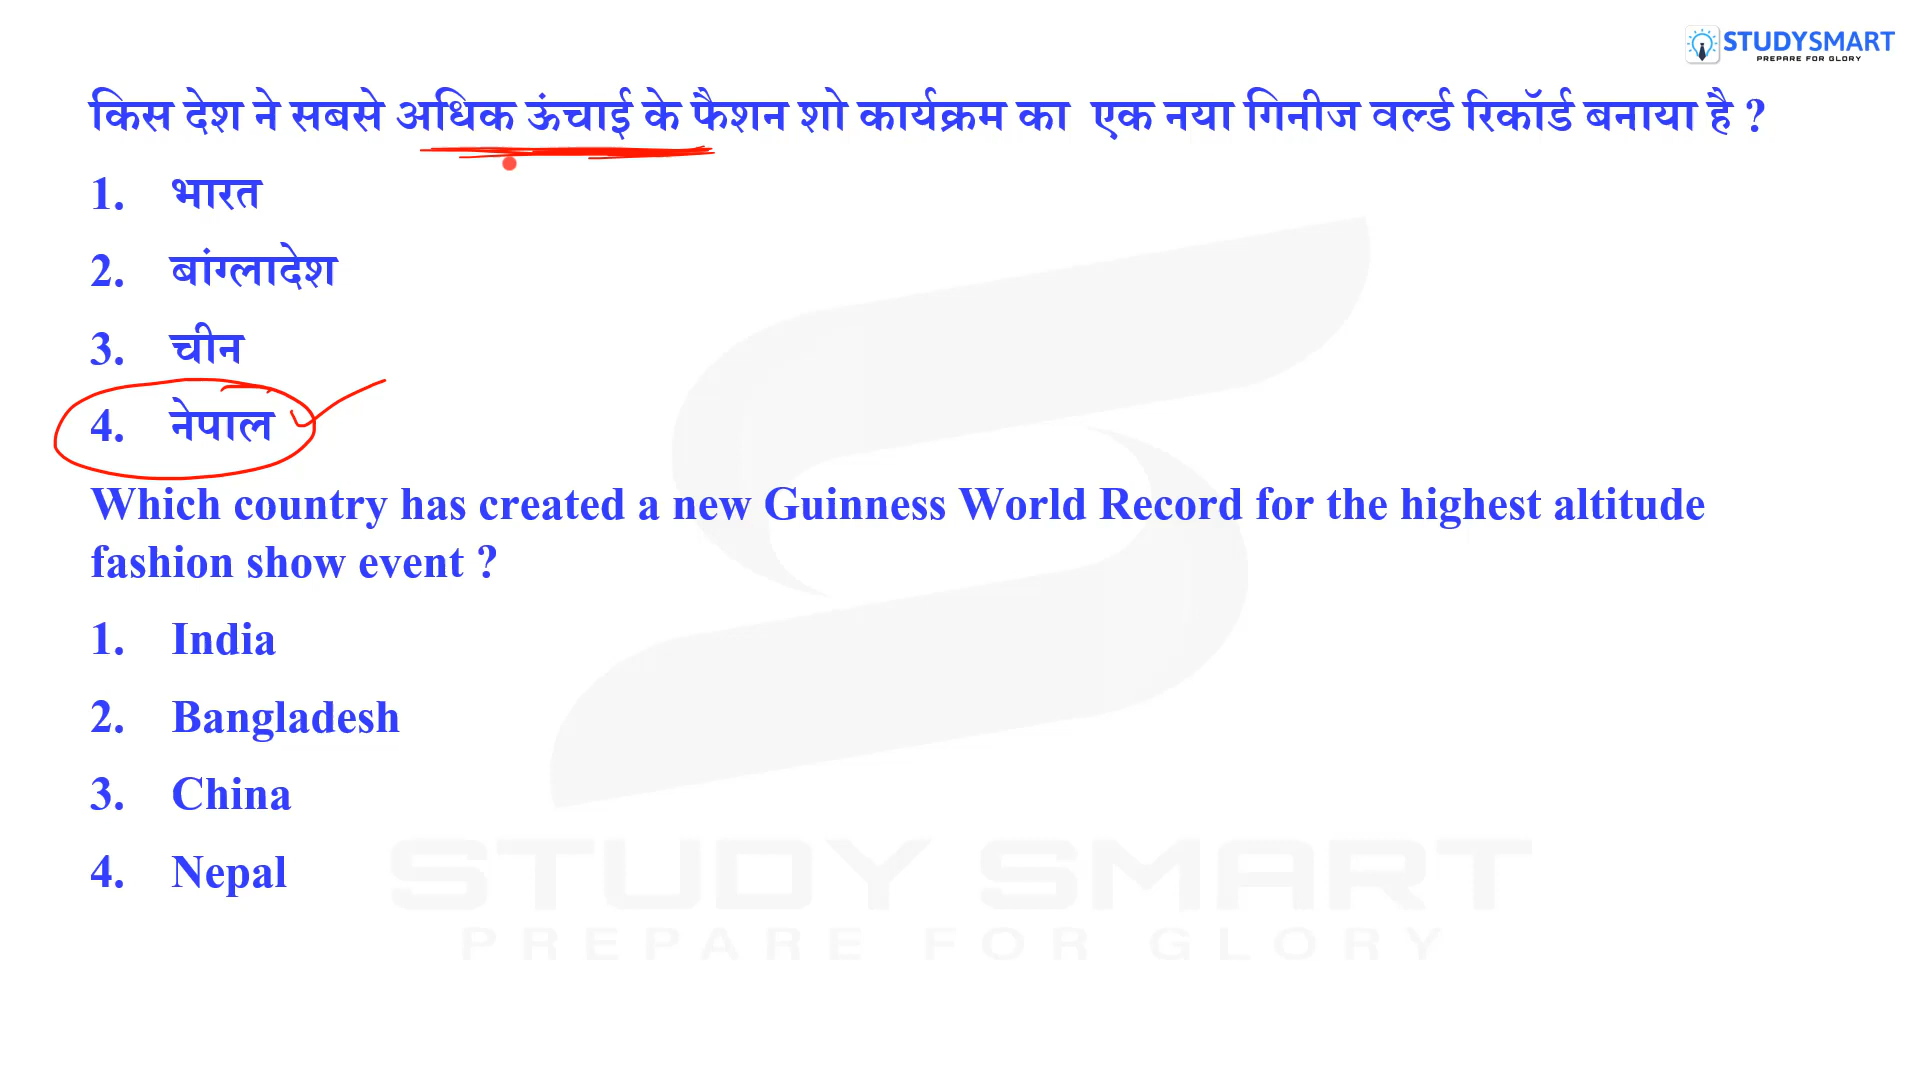 STUDYSMART
PREPARE FOR GLORY
किस देश ने सबसे अधिक ऊंचाई के फैशन शो कार्यक्रम का एक नया गिनीज वर्ल्ड रिकॉर्ड बनाया है ?
1. भारत
2. बांग्लादेश
3. चीन
4. नेपाल
Which country has created a new Guinness World Record for the highest altitude
fashion show event ?
1. India
2. Bangladesh
3. China
4. Nepal
STUDY SMART
PREPARE FOR GLORY